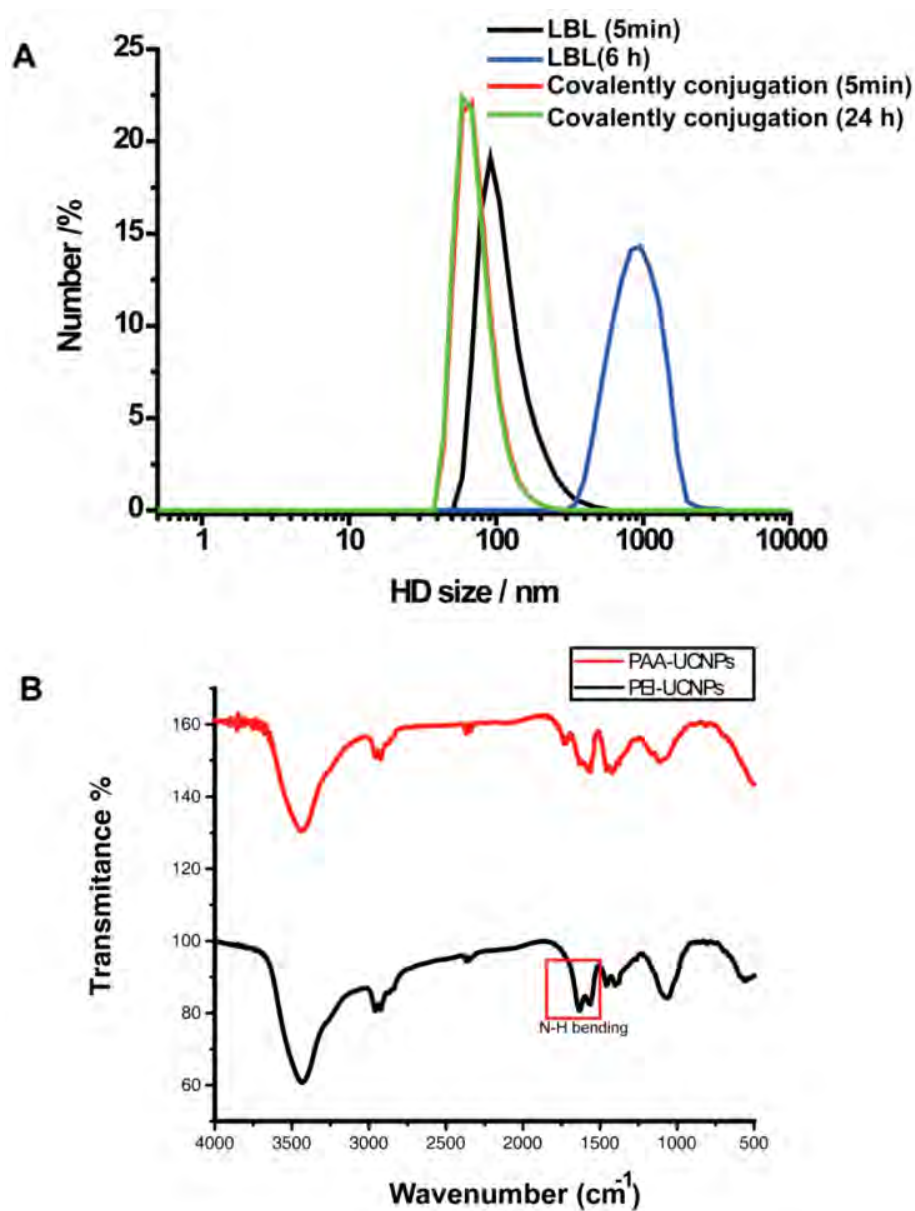 A
LBL (5min)
LBL(6 h)
Covalently conjugation (5min)
Covalently conjugation (24 h)
25
20
15
10
5
0
Number /%
1 10 100 1000 10000
HD size / nm
B
PAA-UCNPs
PEI-UCNPs
160
140
120
100
80
60
Transmitance %
N-H bending
4000 3500 3000 2500 2000 1500 1000 500
Wavenumber (cm-1)